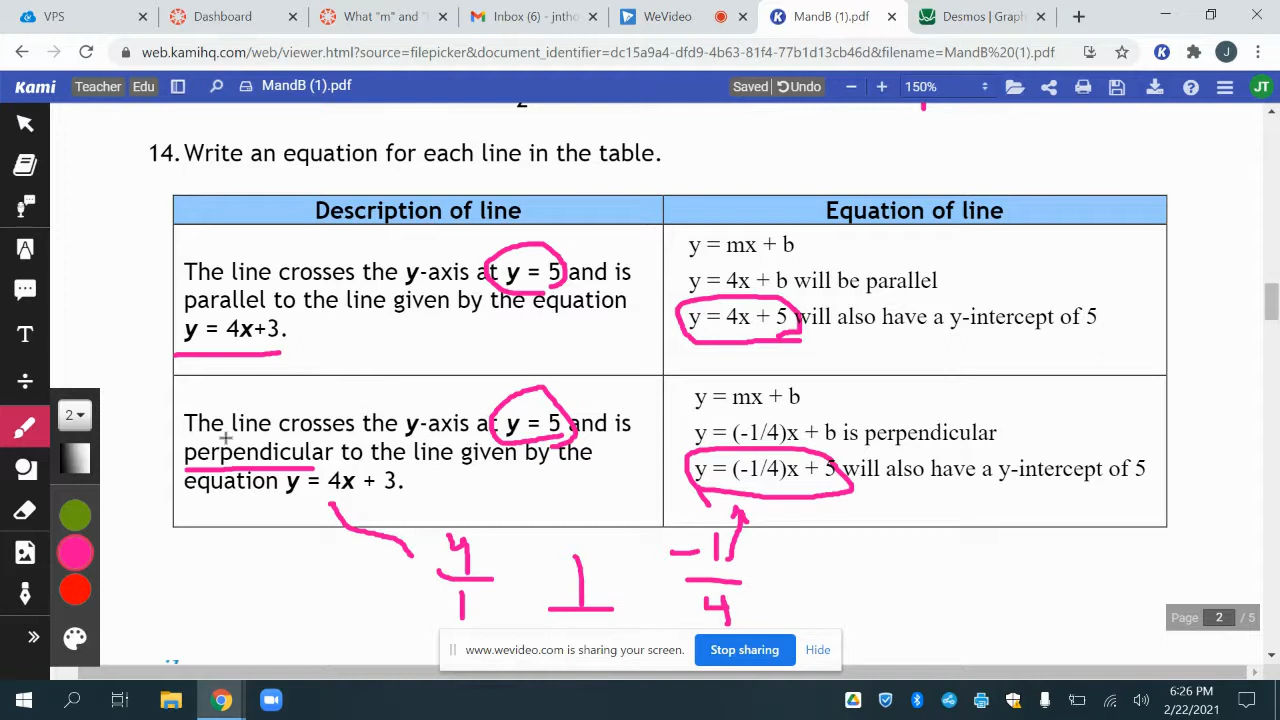 VPS
Dashboard
What "m" and "
Inbox (6) - jntho
WeVideo
MandB (1).pdf
Desmos | Graph
web.kamihq.com/web/viewer.html?source=filepicker&document_identifier=dc15a9a4-dfd9-4b63-81f4-77b1d13cb46d&filename=MandB%20(1).pdf
K
J
Kami
Teacher
Edu
MandB (1).pdf
Saved
Undo
150%
JT
14. Write an equation for each line in the table.
Description of line
Equation of line
The line crosses the y-axis at y = 5 and is
parallel to the line given by the equation
y = 4x+3.
y = mx + b
y = 4x + b will be parallel
y = 4x + 5 will also have a y-intercept of 5
The line crosses the y-axis at y = 5 and is
perpendicular to the line given by the
equation y = 4x + 3.
y = mx + b
y = (-1/4)x + b is perpendicular
y = (-1/4)x + 5 will also have a y-intercept of 5
4
1
1
-1
4
2
T
Page 2 / 5
www.wevideo.com is sharing your screen.
Stop sharing
Hide
6:26 PM
2/22/2021